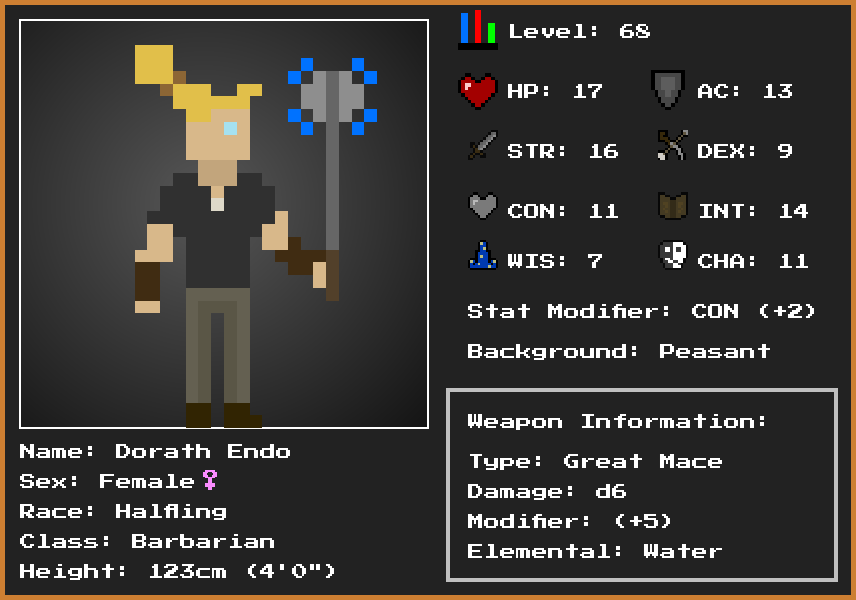 Level: 68
HP: 17
AC: 13
STR: 16
DEX: 9
CON: 11
INT: 14
WIS: 7
CHA: 11
Stat Modifier: CON (+2)
Background: Peasant
Weapon Information:
Type: Great Mace
Damage: d6
Modifier: (+5)
Elemental: Water
Name: Dorath Endo
Sex: Female♀
Race: Halfling
Class: Barbarian
Height: 123cm (4'0")